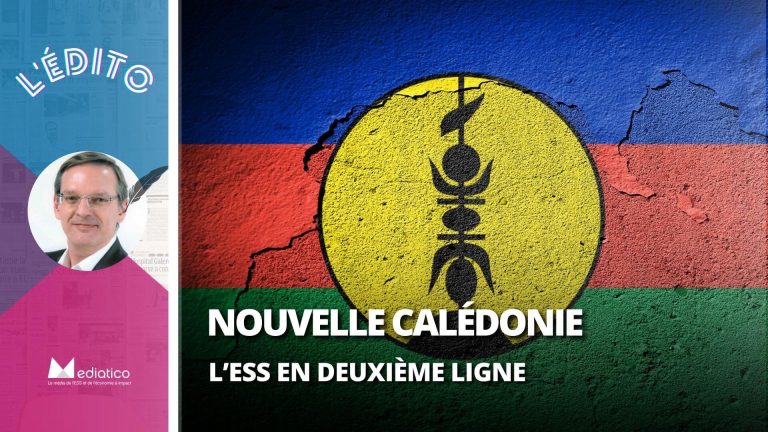 L'ÉDITO
Mediatico
Le média de l'ESS et de l'économie à impact
NOUVELLE CALÉDONIE
L'ESS EN DEUXIÈME LIGNE